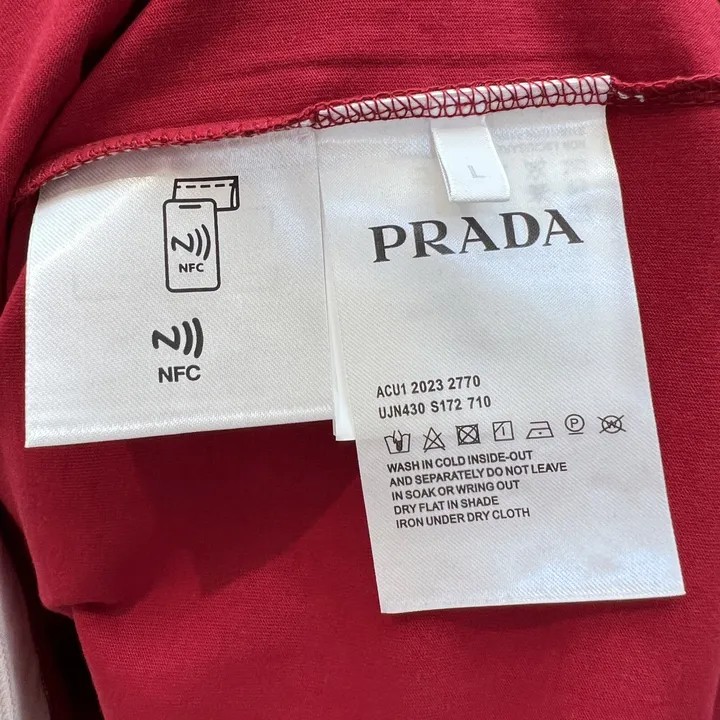 NFC
NFC
L
PRADA
ACU1 2023 2770
UJN430 S172 710
P
WASH IN COLD INSIDE-OUT
AND SEPARATELY DO NOT LEAVE
IN SOAK OR WRING OUT
DRY FLAT IN SHADE
IRON UNDER DRY CLOTH